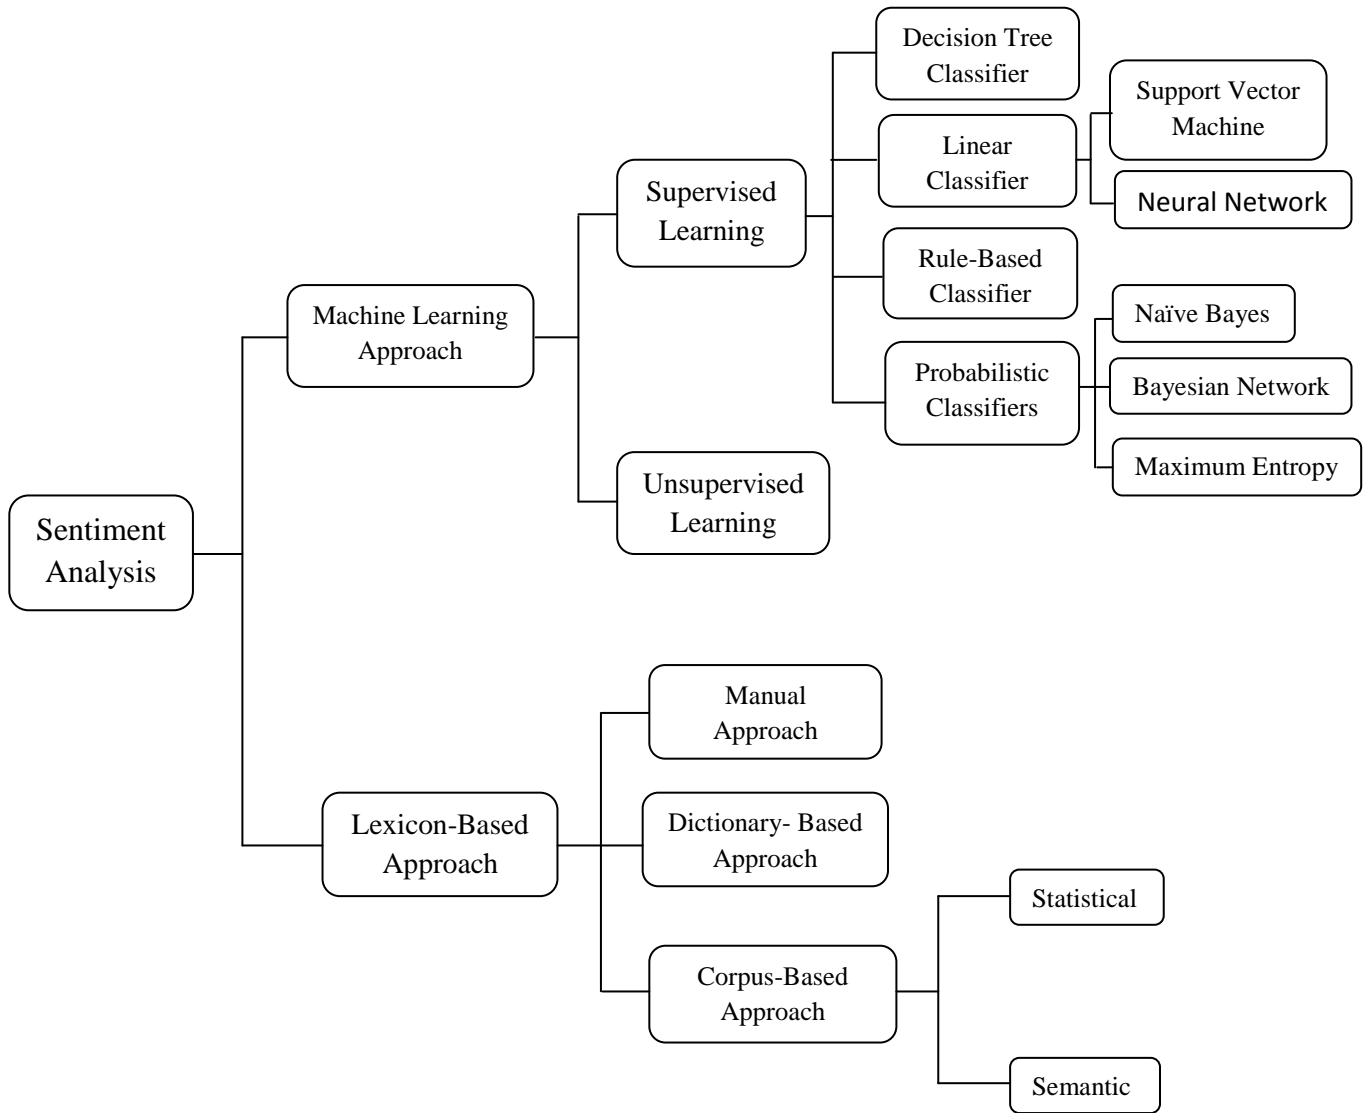 Decision Tree
Classifier
Support Vector
Machine
Linear
Classifier
Supervised
Learning
Neural Network
Rule-Based
Classifier
Machine Learning
Approach
Naïve Bayes
Probabilistic
Classifiers
Bayesian Network
Maximum Entropy
Unsupervised
Learning
Sentiment
Analysis
Manual
Approach
Lexicon-Based
Approach
Dictionary- Based
Approach
Statistical
Corpus-Based
Approach
Semantic